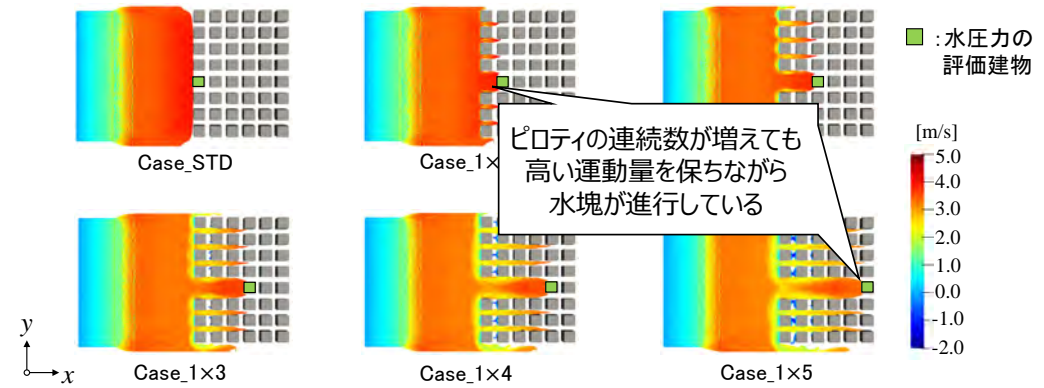 ■ :水圧力の
評価建物
[m/s]
5.0
4.0
3.0
2.0
1.0
0.0
-2.0
Case_STD
Case_1×
ピロティの連続数が増えても
高い運動量を保ちながら
水塊が進行している
y
x
Case_1×3
Case_1×4
Case_1×5